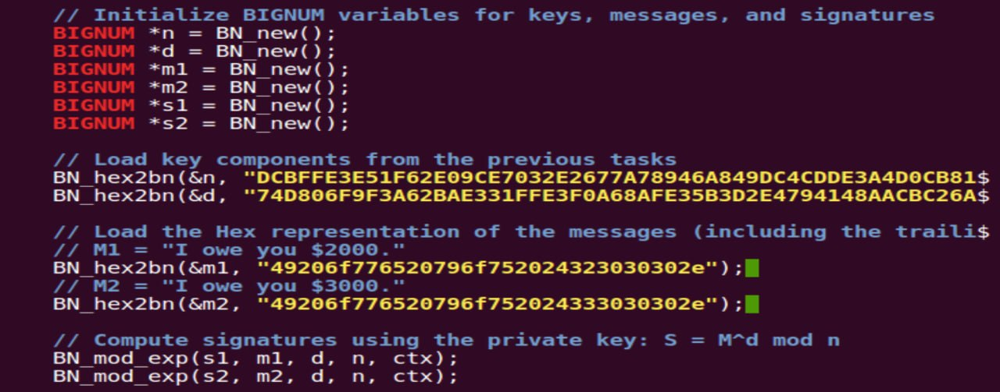 // Initialize BIGNUM variables for keys, messages, and signatures
BIGNUM *n = BN_new();
BIGNUM *d = BN_new();
BIGNUM *m1 = BN_new();
BIGNUM *m2 = BN_new();
BIGNUM *s1 = BN_new();
BIGNUM *s2 = BN_new();
// Load key components from the previous tasks
BN_hex2bn(&n, "DCBFFE3E51F62E09CE7032E2677A78946A849DC4CDDE3A4D0CB81$
BN_hex2bn(&d, "74D806F9F3A62BAE331FFE3F0A68AFE35B3D2E4794148AACBC26A$
// Load the Hex representation of the messages (including the traili$
// M1 = "I owe you $2000."
BN_hex2bn(&m1, "49206f776520796f752024323030302e");
// M2 = "I owe you $3000."
BN_hex2bn(&m2, "49206f776520796f752024333030302e");
// Compute signatures using the private key: S = M^d mod n
BN_mod_exp(s1, m1, d, n, ctx);
BN_mod_exp(s2, m2, d, n, ctx);